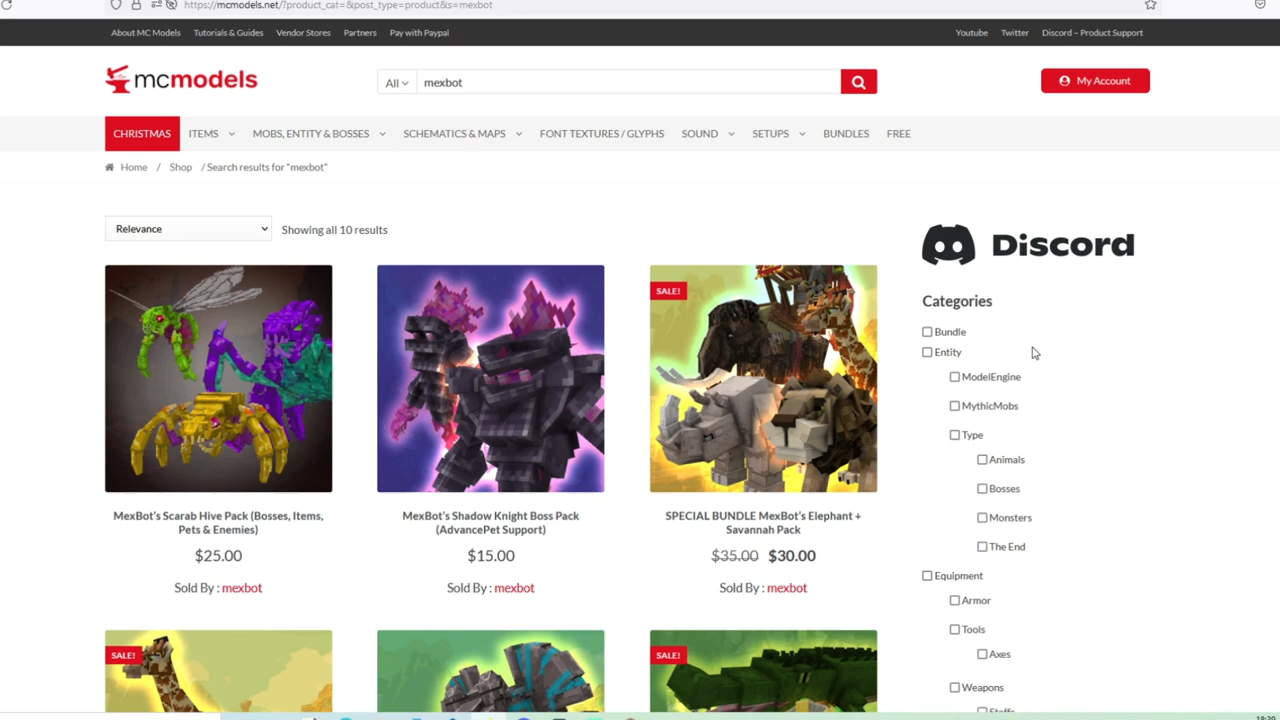 https://mcmodels.net/?product_cat=&post_type=product&s=mexbot
About MC Models Tutorials & Guides Vendor Stores Partners Pay with Paypal Youtube Twitter Discord – Product Support
mcmodels All mexbot My Account
CHRISTMAS ITEMS MOBS, ENTITY & BOSSES SCHEMATICS & MAPS FONT TEXTURES / GLYPHS SOUND SETUPS BUNDLES FREE
Home / Shop / Search results for "mexbot"
Relevance Showing all 10 results
Discord
SALE!
MexBot's Scarab Hive Pack (Bosses, Items,
Pets & Enemies)
$25.00
Sold By : mexbot
MexBot's Shadow Knight Boss Pack
(AdvancePet Support)
$15.00
Sold By : mexbot
SPECIAL BUNDLE MexBot's Elephant +
Savannah Pack
$35.00 $30.00
Sold By : mexbot
SALE!
SALE!
Categories
Bundle
Entity
ModelEngine
MythicMobs
Type
Animals
Bosses
Monsters
The End
Equipment
Armor
Tools
Axes
Weapons
Staffs